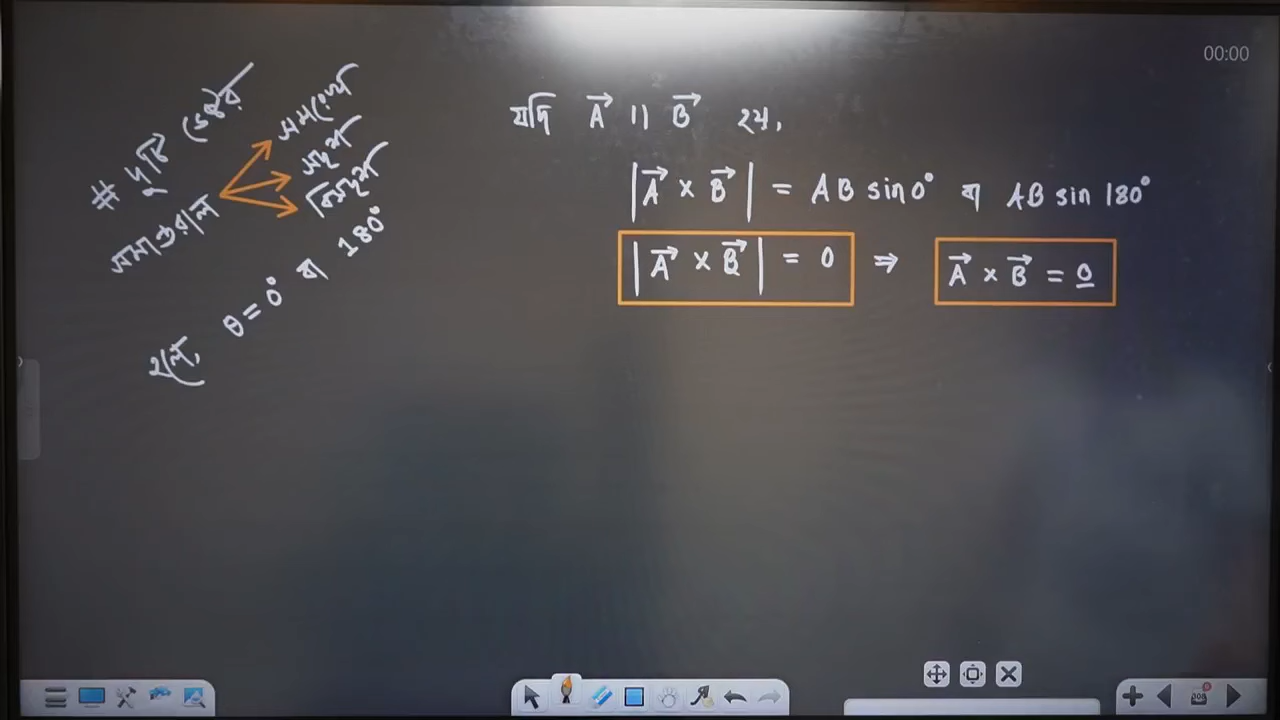 # দুটি ভেক্টর
সমান্তরাল
সমরেখ
সদৃশ
বিসদৃশ
হলে, θ = 0° বা 180°
যদি A⃗ || B⃗ হয়,
|A⃗ × B⃗| = AB sin 0° বা AB sin 180°
|A⃗ × B⃗| = 0 ⇒ A⃗ × B⃗ = 0̲
00:00